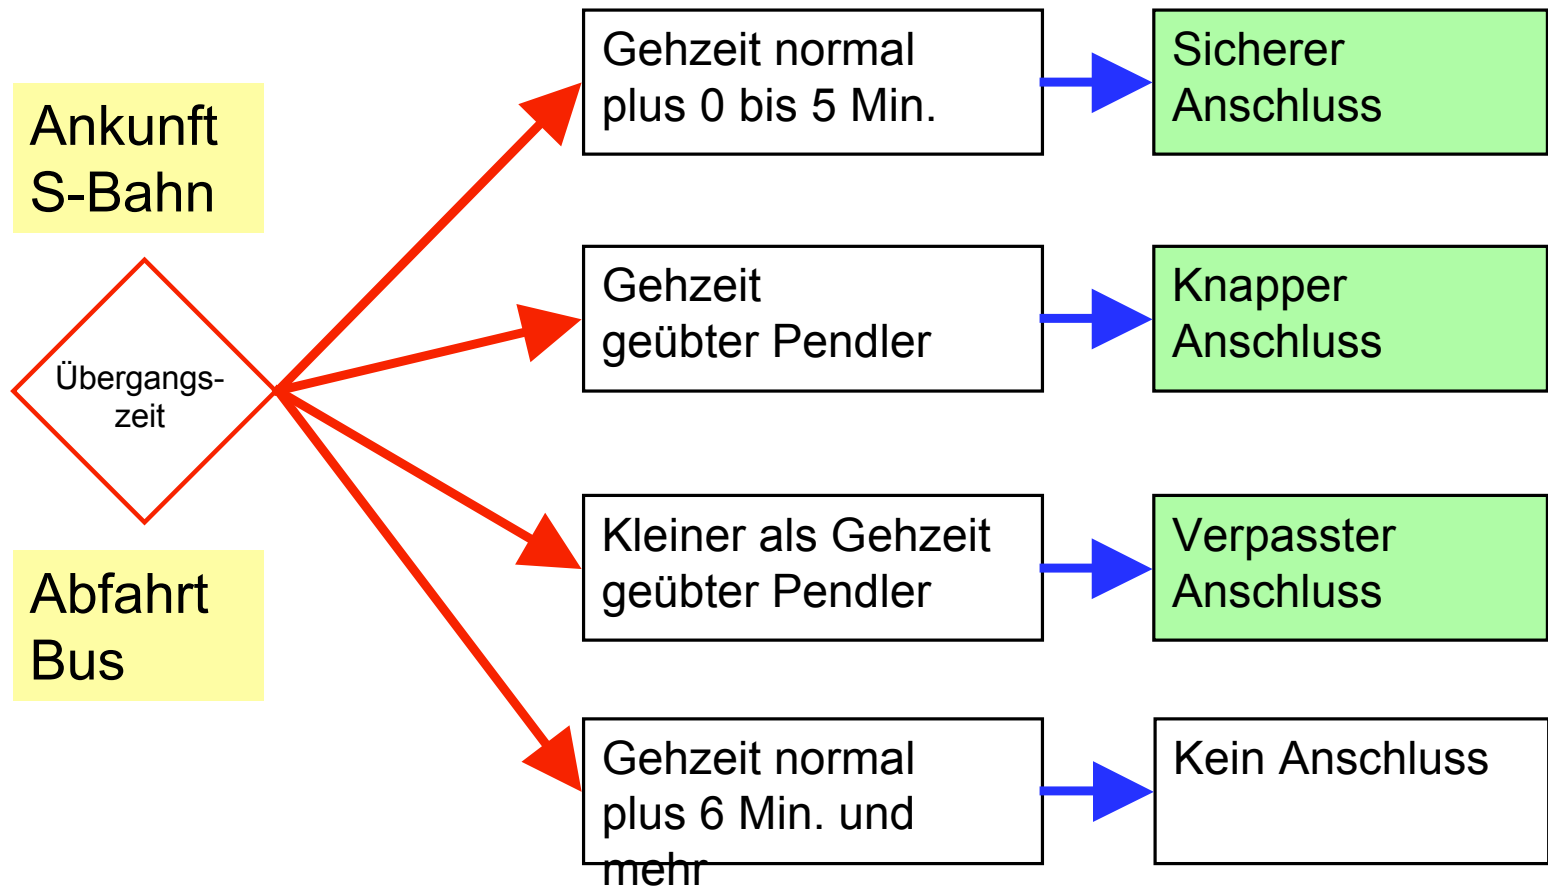 Ankunft
S-Bahn
Übergangs-
zeit
Abfahrt
Bus
Gehzeit normal
plus 0 bis 5 Min.
Sicherer
Anschluss
Gehzeit
geübter Pendler
Knapper
Anschluss
Kleiner als Gehzeit
geübter Pendler
Verpasster
Anschluss
Gehzeit normal
plus 6 Min. und
mehr
Kein Anschluss